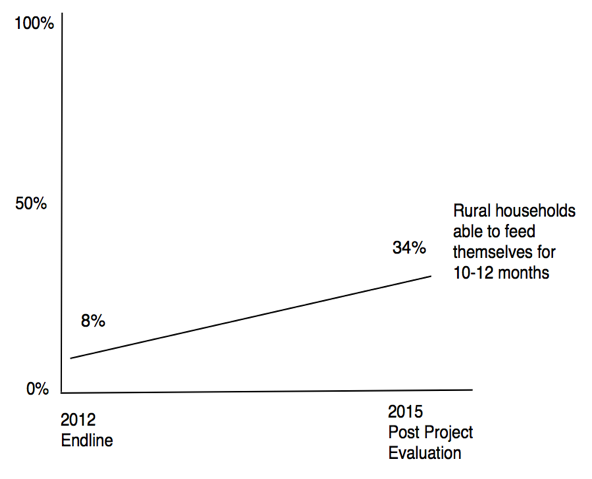 100%
50%
0%
8%
34%
Rural households
able to feed
themselves for
10-12 months
2012
Endline
2015
Post Project
Evaluation